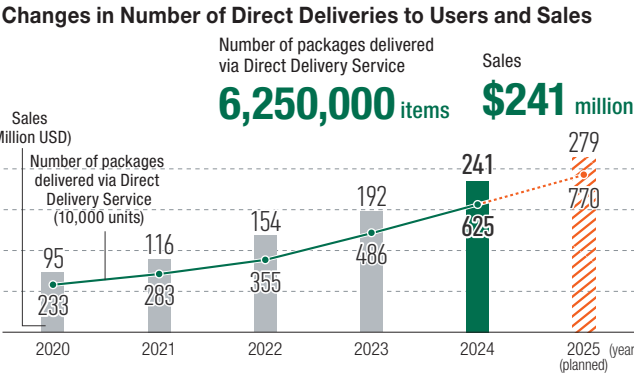 Changes in Number of Direct Deliveries to Users and Sales
Number of packages delivered
via Direct Delivery Service
6,250,000 items
Sales
$241 million
Sales
Million USD)
Number of packages
delivered via Direct
Delivery Service
(10,000 units)
95
116
154
192
241
279
233
283
355
486
625
770
2020
2021
2022
2023
2024
2025 (year
(planned)